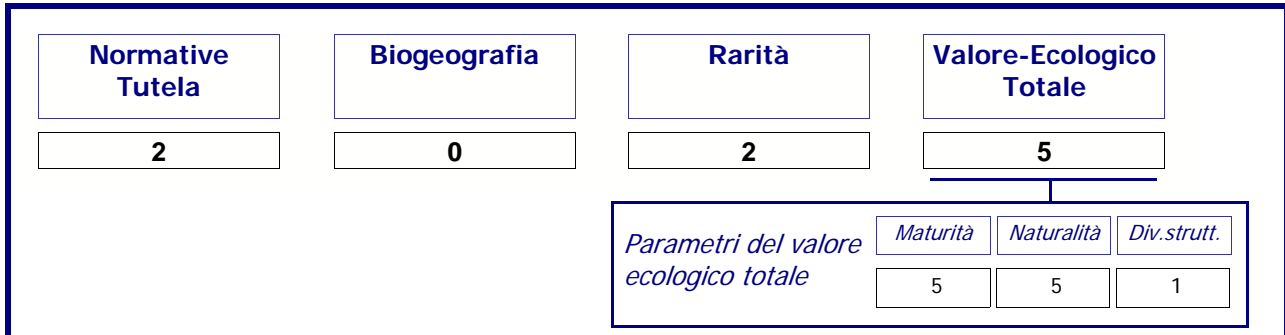 Normative Tutela
Biogeografia
Rarità
Valore-Ecologico Totale
2
0
2
5
Parametri del valore ecologico totale
Maturità
Naturalità
Div.strutt.
5
5
1